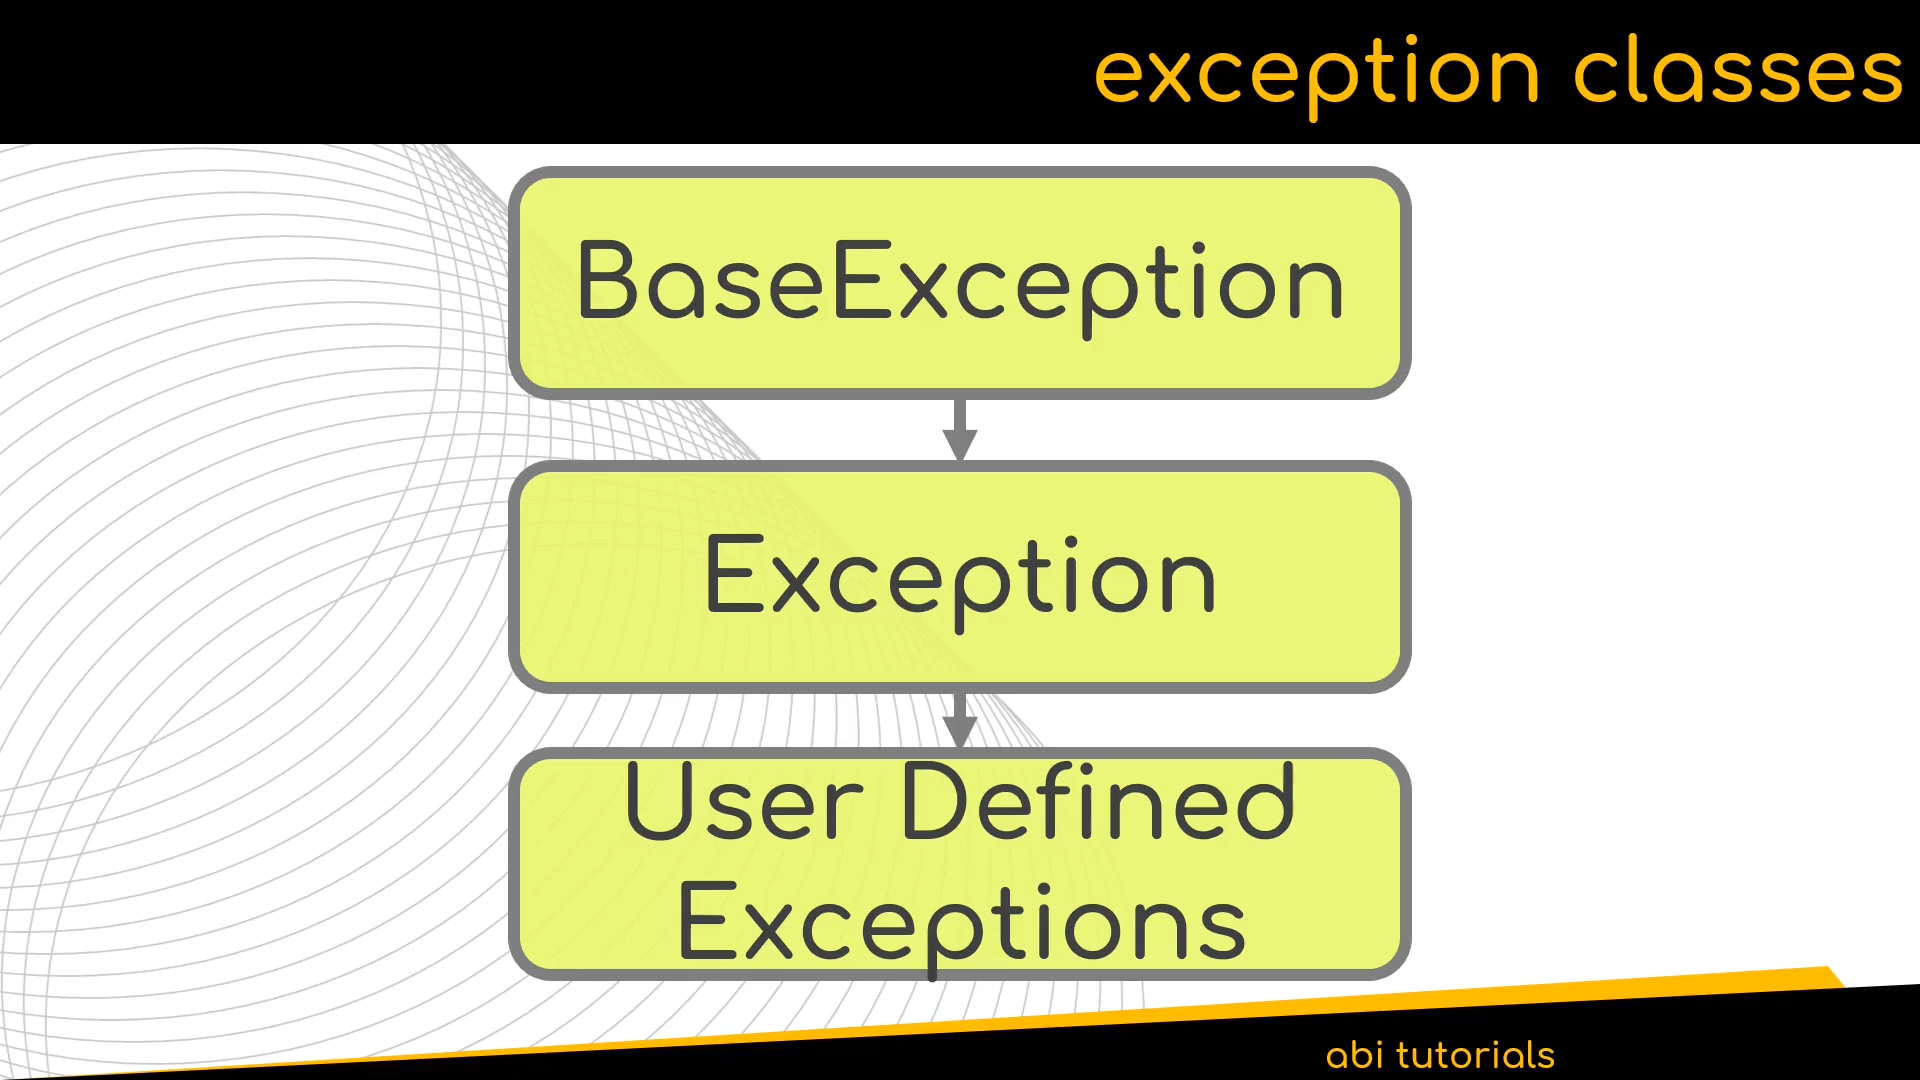 exception classes
BaseException
Exception
User Defined
Exceptions
abi tutorials